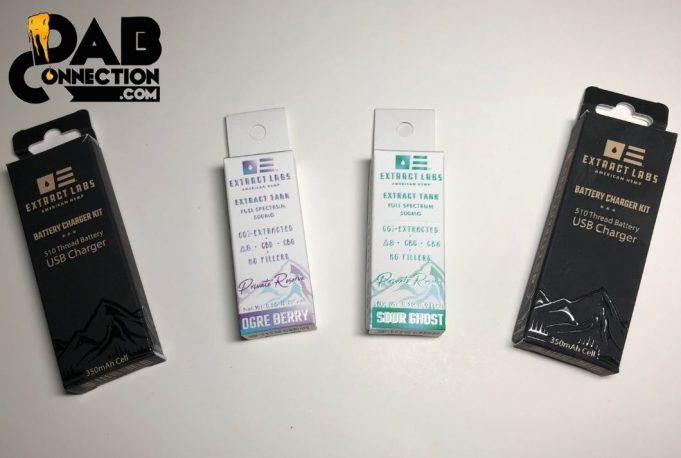 DAB
CONNECTION
.COM
EXTRACT LABS
AMERICAN HEMP
BATTERY CHARGER KIT
510 Thread Battery
USB Charger
350mAh Cell
EXTRACT LABS
AMERICAN HEMP
EXTRACT TANK
FULL SPECTRUM
500MG
CO2-EXTRACTED
Δ8 · CBD · CBG
NO FILLERS
Private Reserve
OGRE BERRY
EXTRACT LABS
AMERICAN HEMP
EXTRACT TANK
FULL SPECTRUM
500MG
CO2-EXTRACTED
Δ8 · CBD · CBG
NO FILLERS
Private Reserve
SOUR GHOST
EXTRACT LABS
AMERICAN HEMP
BATTERY CHARGER KIT
510 Thread Battery
USB Charger
350mAh Cell